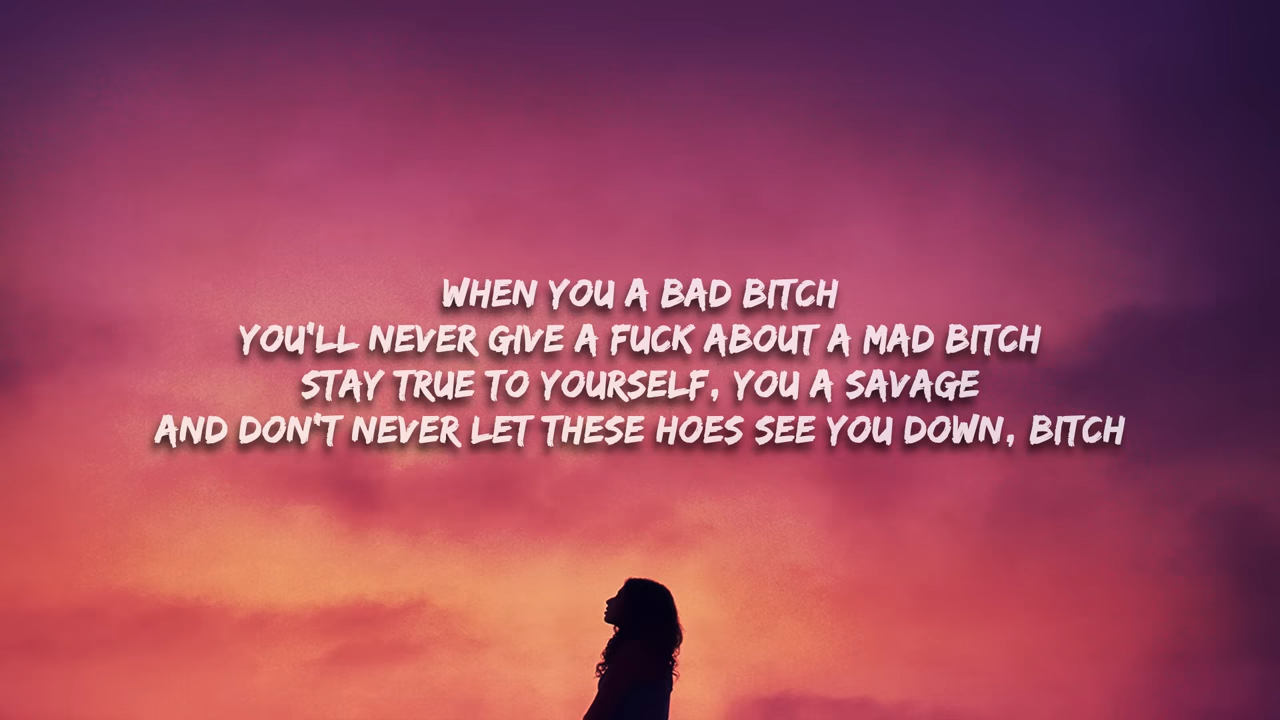 WHEN YOU A BAD BITCH
YOU'LL NEVER GIVE A FUCK ABOUT A MAD BITCH
STAY TRUE TO YOURSELF, YOU A SAVAGE
AND DON'T NEVER LET THESE HOES SEE YOU DOWN, BITCH